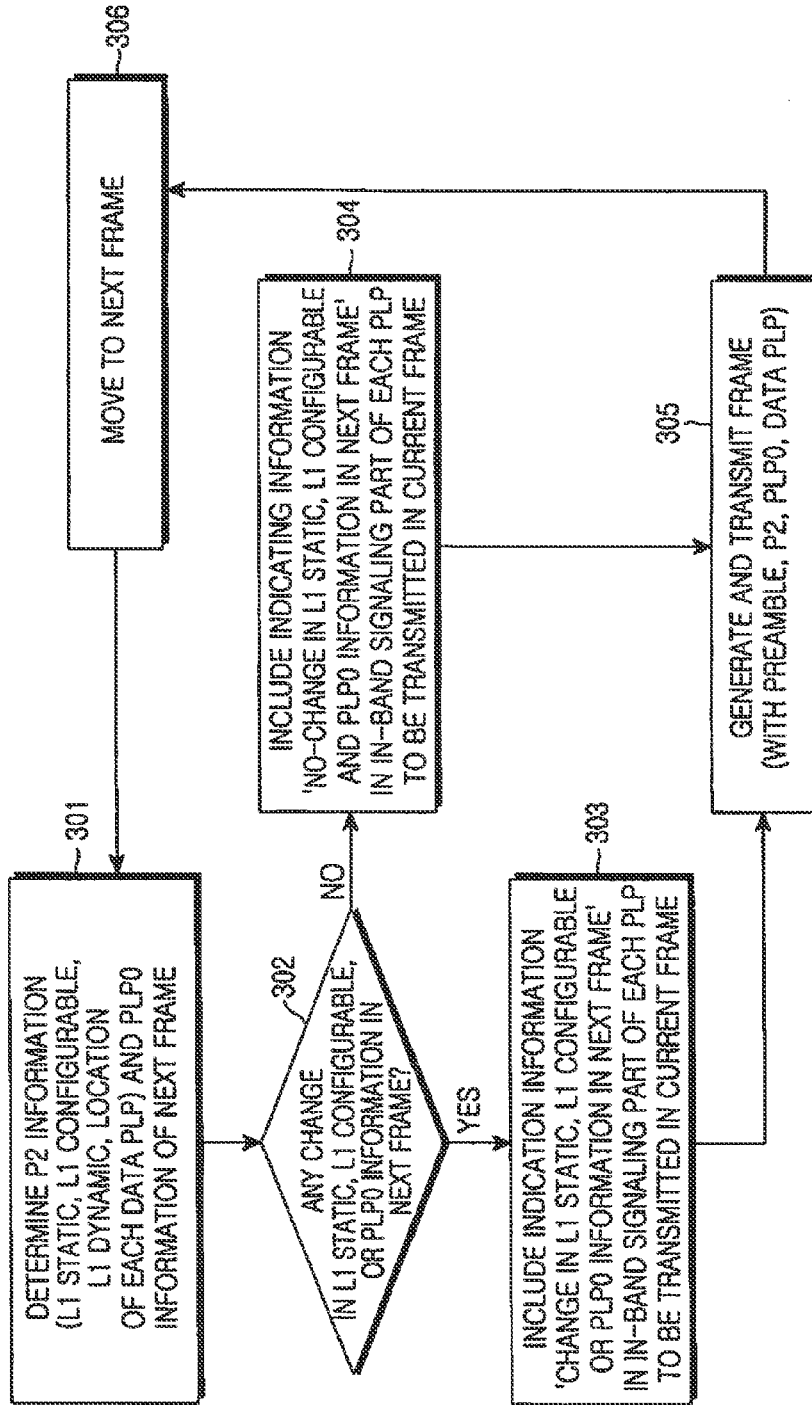 301
DETERMINE P2 INFORMATION
(L1 STATIC, L1 CONFIGURABLE,
L1 DYNAMIC, LOCATION
OF EACH DATA PLP) AND PLP0
INFORMATION OF NEXT FRAME
302
ANY CHANGE
IN L1 STATIC, L1 CONFIGURABLE,
OR PLP0 INFORMATION IN
NEXT FRAME?
NO
YES
303
INCLUDE INDICATION INFORMATION
'CHANGE IN L1 STATIC, L1 CONFIGURABLE
OR PLP0 INFORMATION IN NEXT FRAME'
IN IN-BAND SIGNALING PART OF EACH PLP
TO BE TRANSMITTED IN CURRENT FRAME
304
INCLUDE INDICATING INFORMATION
'NO-CHANGE IN L1 STATIC, L1 CONFIGURABLE
AND PLP0 INFORMATION IN NEXT FRAME'
IN IN-BAND SIGNALING PART OF EACH PLP
TO BE TRANSMITTED IN CURRENT FRAME
305
GENERATE AND TRANSMIT FRAME
(WITH PREAMBLE, P2, PLP0, DATA PLP)
306
MOVE TO NEXT FRAME